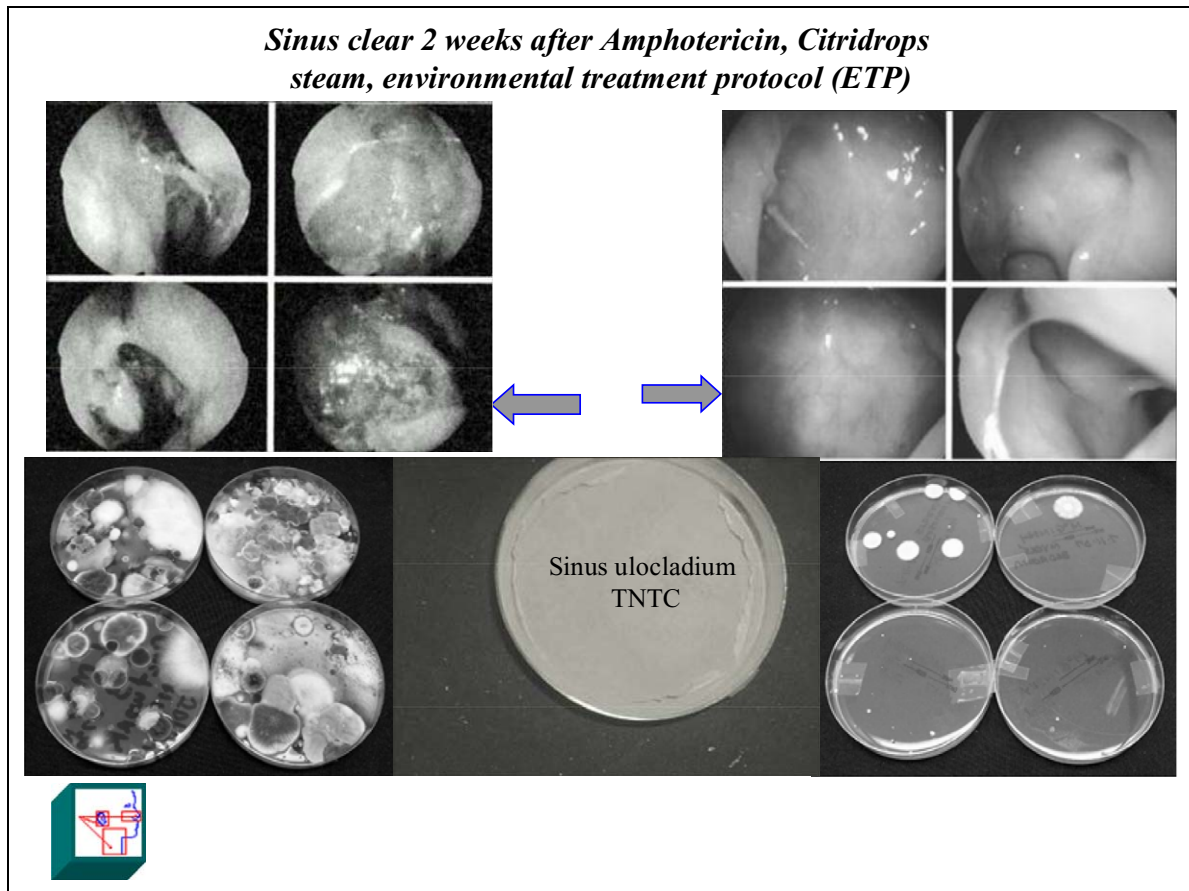 Sinus clear 2 weeks after Amphotericin, Citridrops
steam, environmental treatment protocol (ETP)
Sinus ulocladium
TNTC